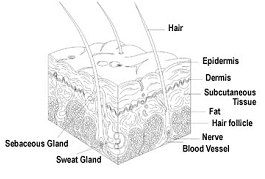 Hair
Epidermis
Dermis
Subcutaneous
Tissue
Fat
Hair follicle
Nerve
Blood Vessel
Sebaceous Gland
Sweat Gland